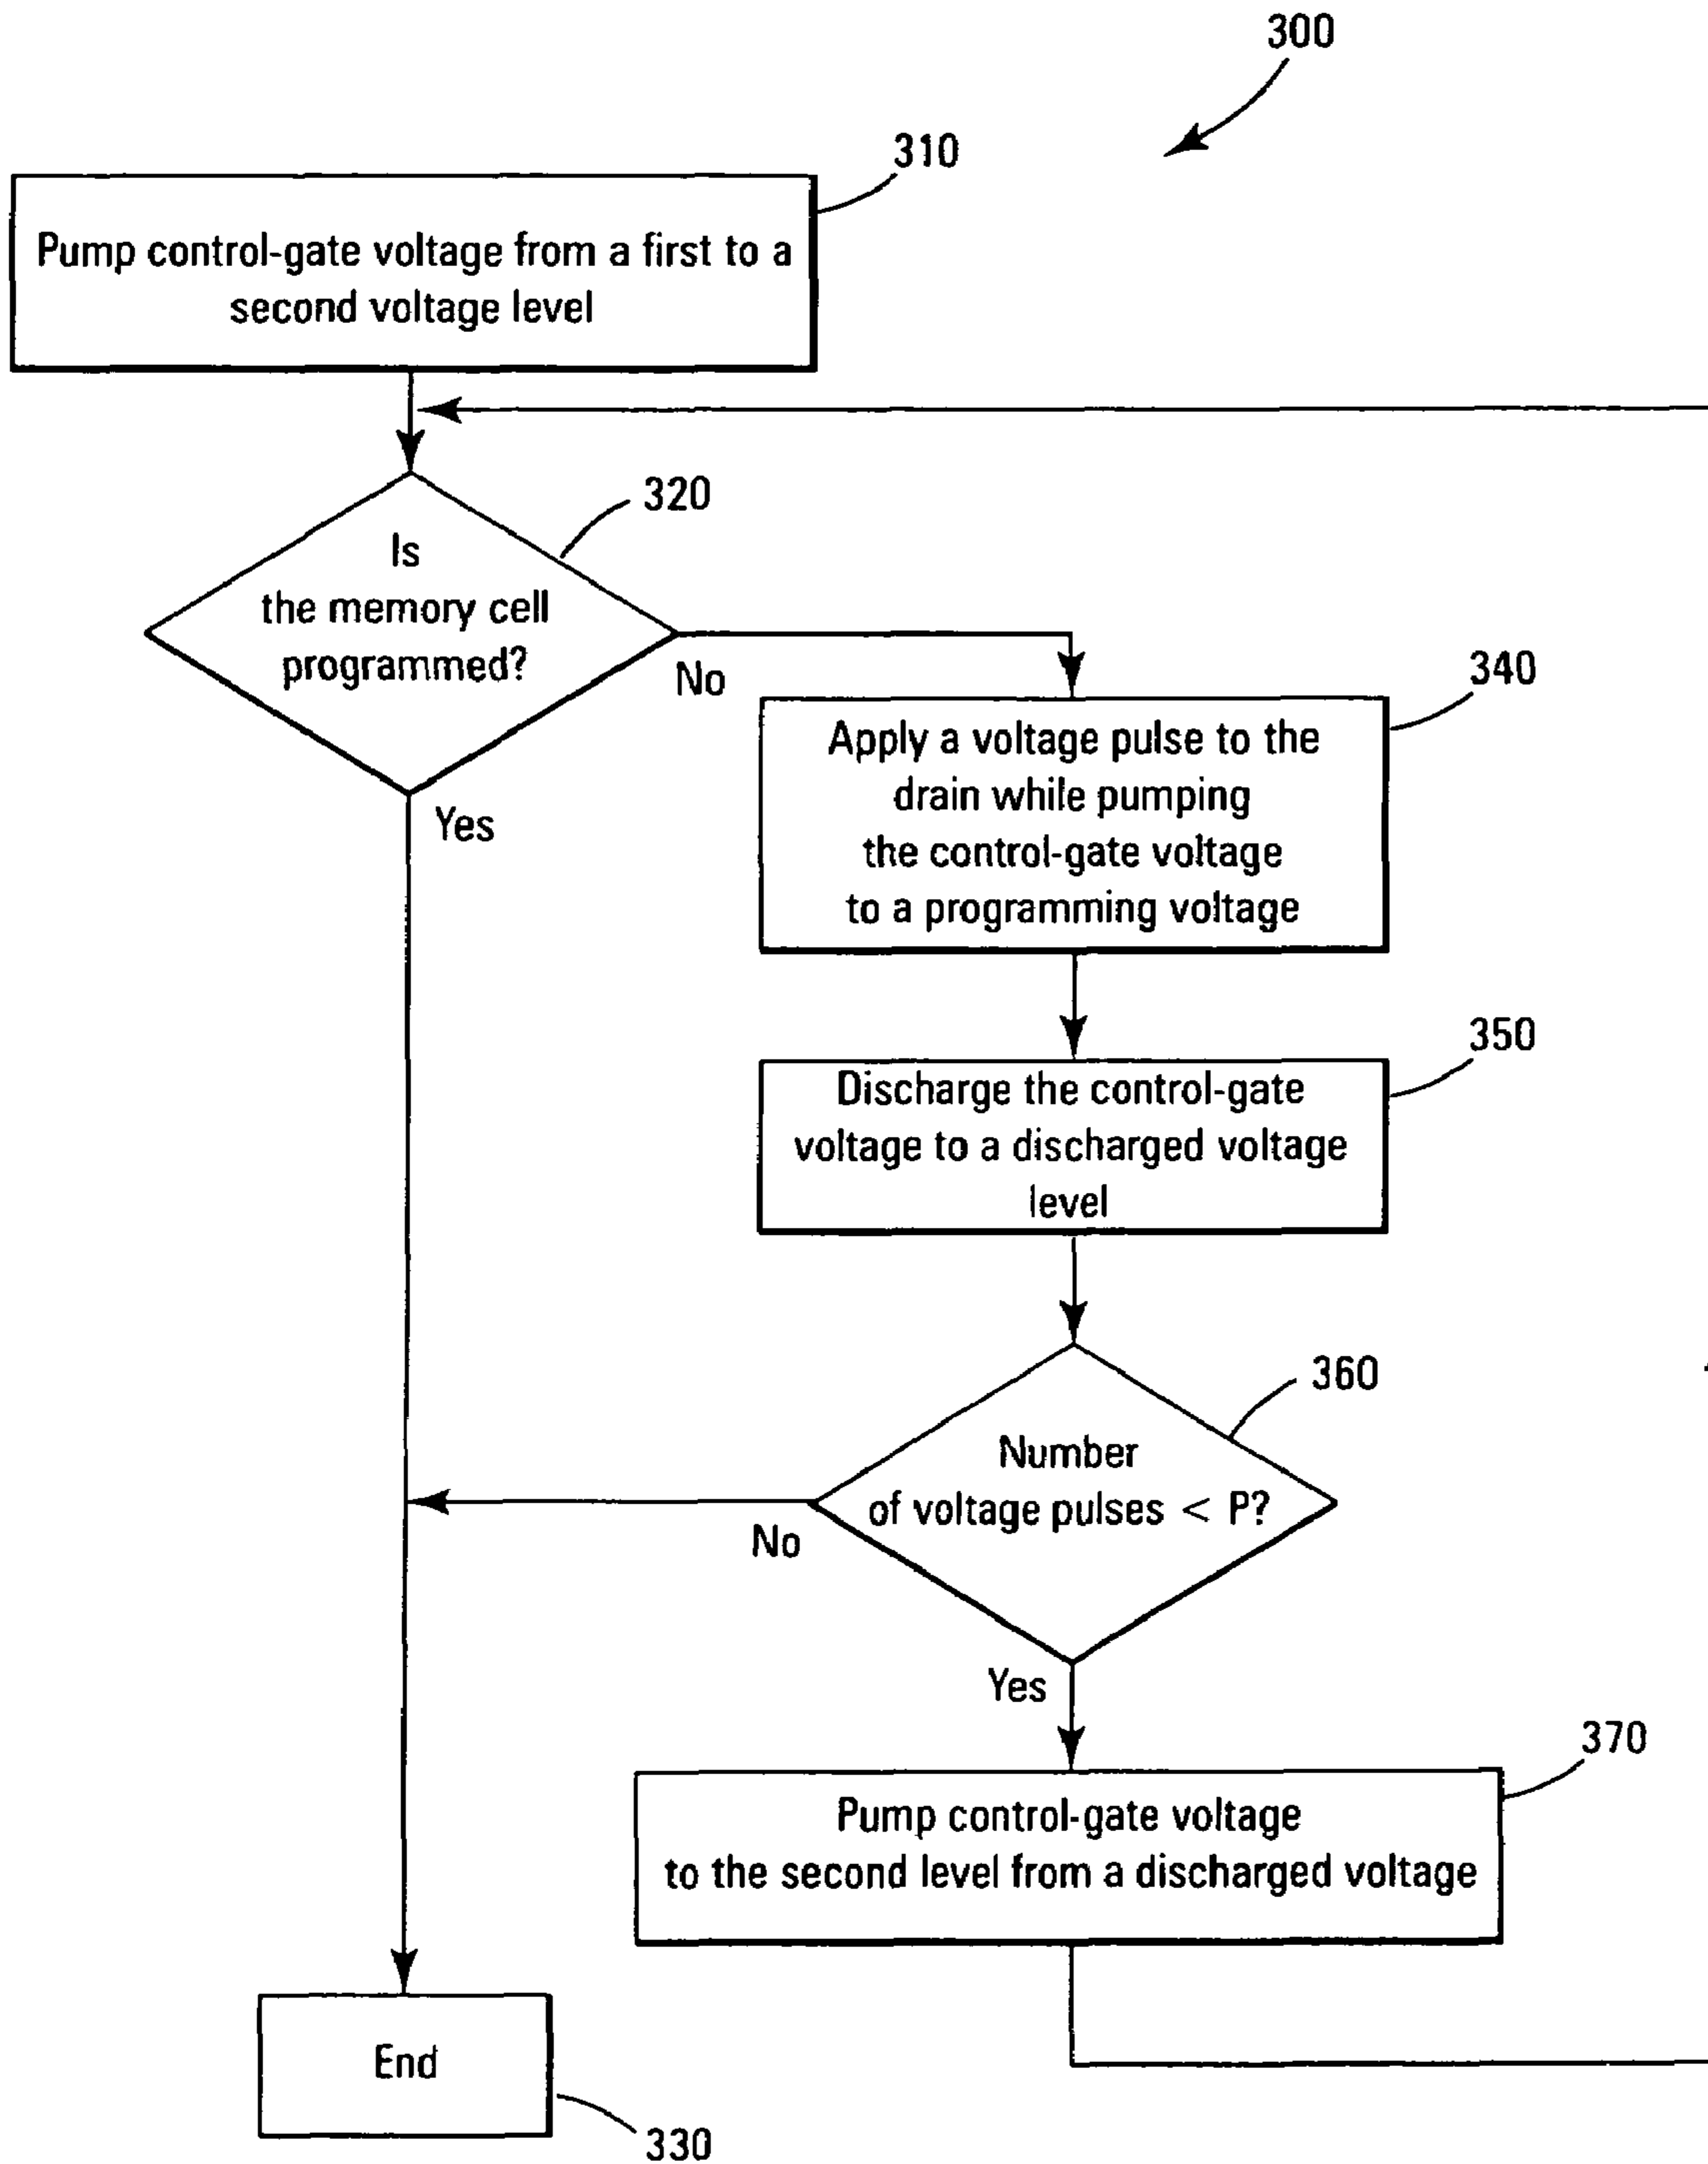 300
310
Pump control-gate voltage from a first to a
second voltage level
320
Is
the memory cell
programmed?
No
Yes
340
Apply a voltage pulse to the
drain while pumping
the control-gate voltage
to a programming voltage
350
Discharge the control-gate
voltage to a discharged voltage
level
360
Number
of voltage pulses < P?
No
Yes
370
Pump control-gate voltage
to the second level from a discharged voltage
End
330